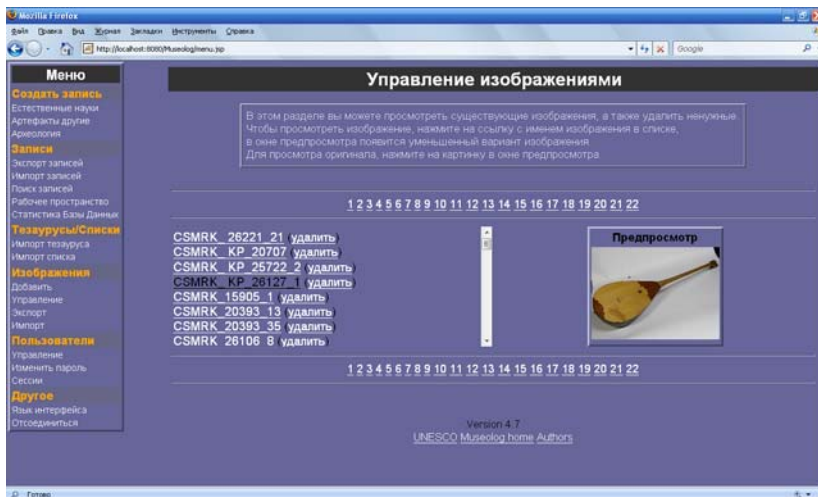 Mozilla Firefox
Файл Правка Вид Журнал Закладки Инструменты Справка
http://localhost:8080/Museolog/menu.jsp
Google
Меню
Создать запись
Естественные науки
Артефакты другие
Археология
Записи
Экспорт записей
Импорт записей
Поиск записей
Рабочее пространство
Статистика Базы Данных
Тезаурусы/Списки
Импорт тезауруса
Импорт списка
Изображения
Добавить
Управление
Экспорт
Импорт
Пользователи
Управление
Изменить пароль
Сессии
Другое
Язык интерфейса
Отсоединиться
Управление изображениями
В этом разделе вы можете просмотреть существующие изображения, а также удалить ненужные.
Чтобы просмотреть изображение, нажмите на ссылку с именем изображения в списке,
в окне предпросмотра появится уменьшенный вариант изображения.
Для просмотра оригинала, нажмите на картинку в окне предпросмотра
1 2 3 4 5 6 7 8 9 10 11 12 13 14 15 16 17 18 19 20 21 22
CSMRK_26221_21 (удалить)
CSMRK_KP_20707 (удалить)
CSMRK_KP_25722_2 (удалить)
CSMRK_KP_26127_1 (удалить)
CSMRK_15905_1 (удалить)
CSMRK_20393_13 (удалить)
CSMRK_20393_35 (удалить)
CSMRK_26106_8 (удалить)
Предпросмотр
1 2 3 4 5 6 7 8 9 10 11 12 13 14 15 16 17 18 19 20 21 22
Version 4.7
UNESCO Museolog home Authors
Готово